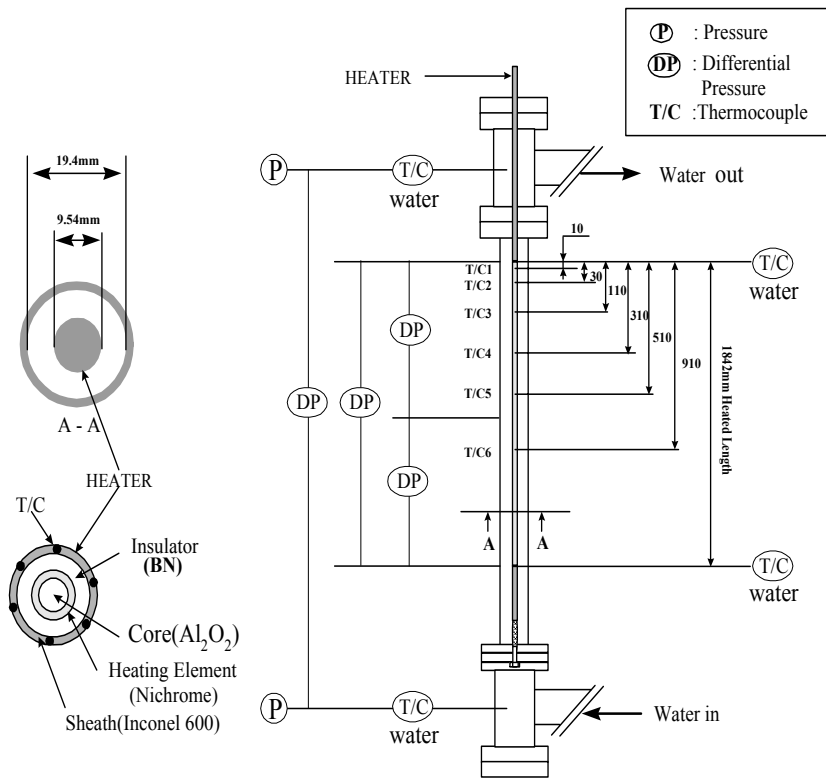 P : Pressure
DP : Differential
Pressure
T/C :Thermocouple
HEATER
19.4mm
9.54mm
P
T/C
water
Water out
10
T/C1
30
T/C2
110
T/C3
310
T/C4
510
T/C5
910
T/C6
1842mm Heated Length
T/C
water
DP
DP
DP
DP
A - A
HEATER
T/C
Insulator
(BN)
Core(Al₂O₃)
Heating Element
(Nichrome)
Sheath(Inconel 600)
A
A
T/C
water
P
T/C
water
Water in